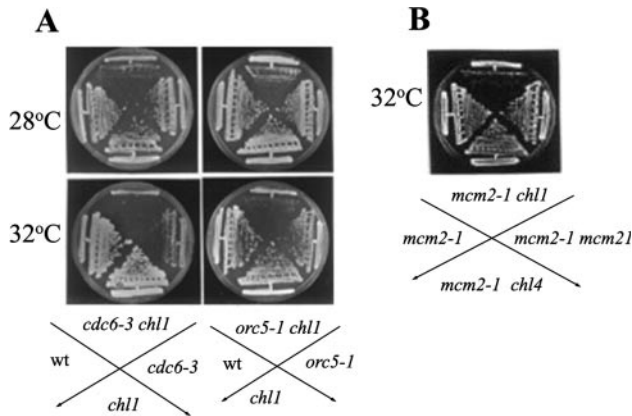 A
B
28°C
32°C
32°C
cdc6-3 chl1
wt
cdc6-3
chl1
orc5-1 chl1
wt
orc5-1
chl1
mcm2-1 chl1
mcm2-1
mcm2-1 mcm21
mcm2-1 chl4